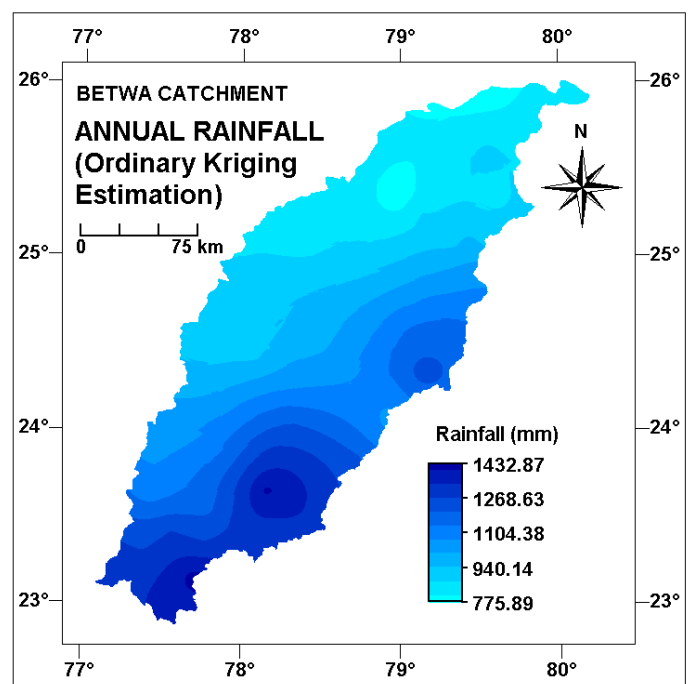 77° 78° 79° 80°
26° 26°
BETWA CATCHMENT
ANNUAL RAINFALL
(Ordinary Kriging
Estimation)
N
0 75 km
25° 25°
24° 24°
Rainfall (mm)
1432.87
1268.63
1104.38
940.14
775.89
23° 23°
77° 78° 79° 80°